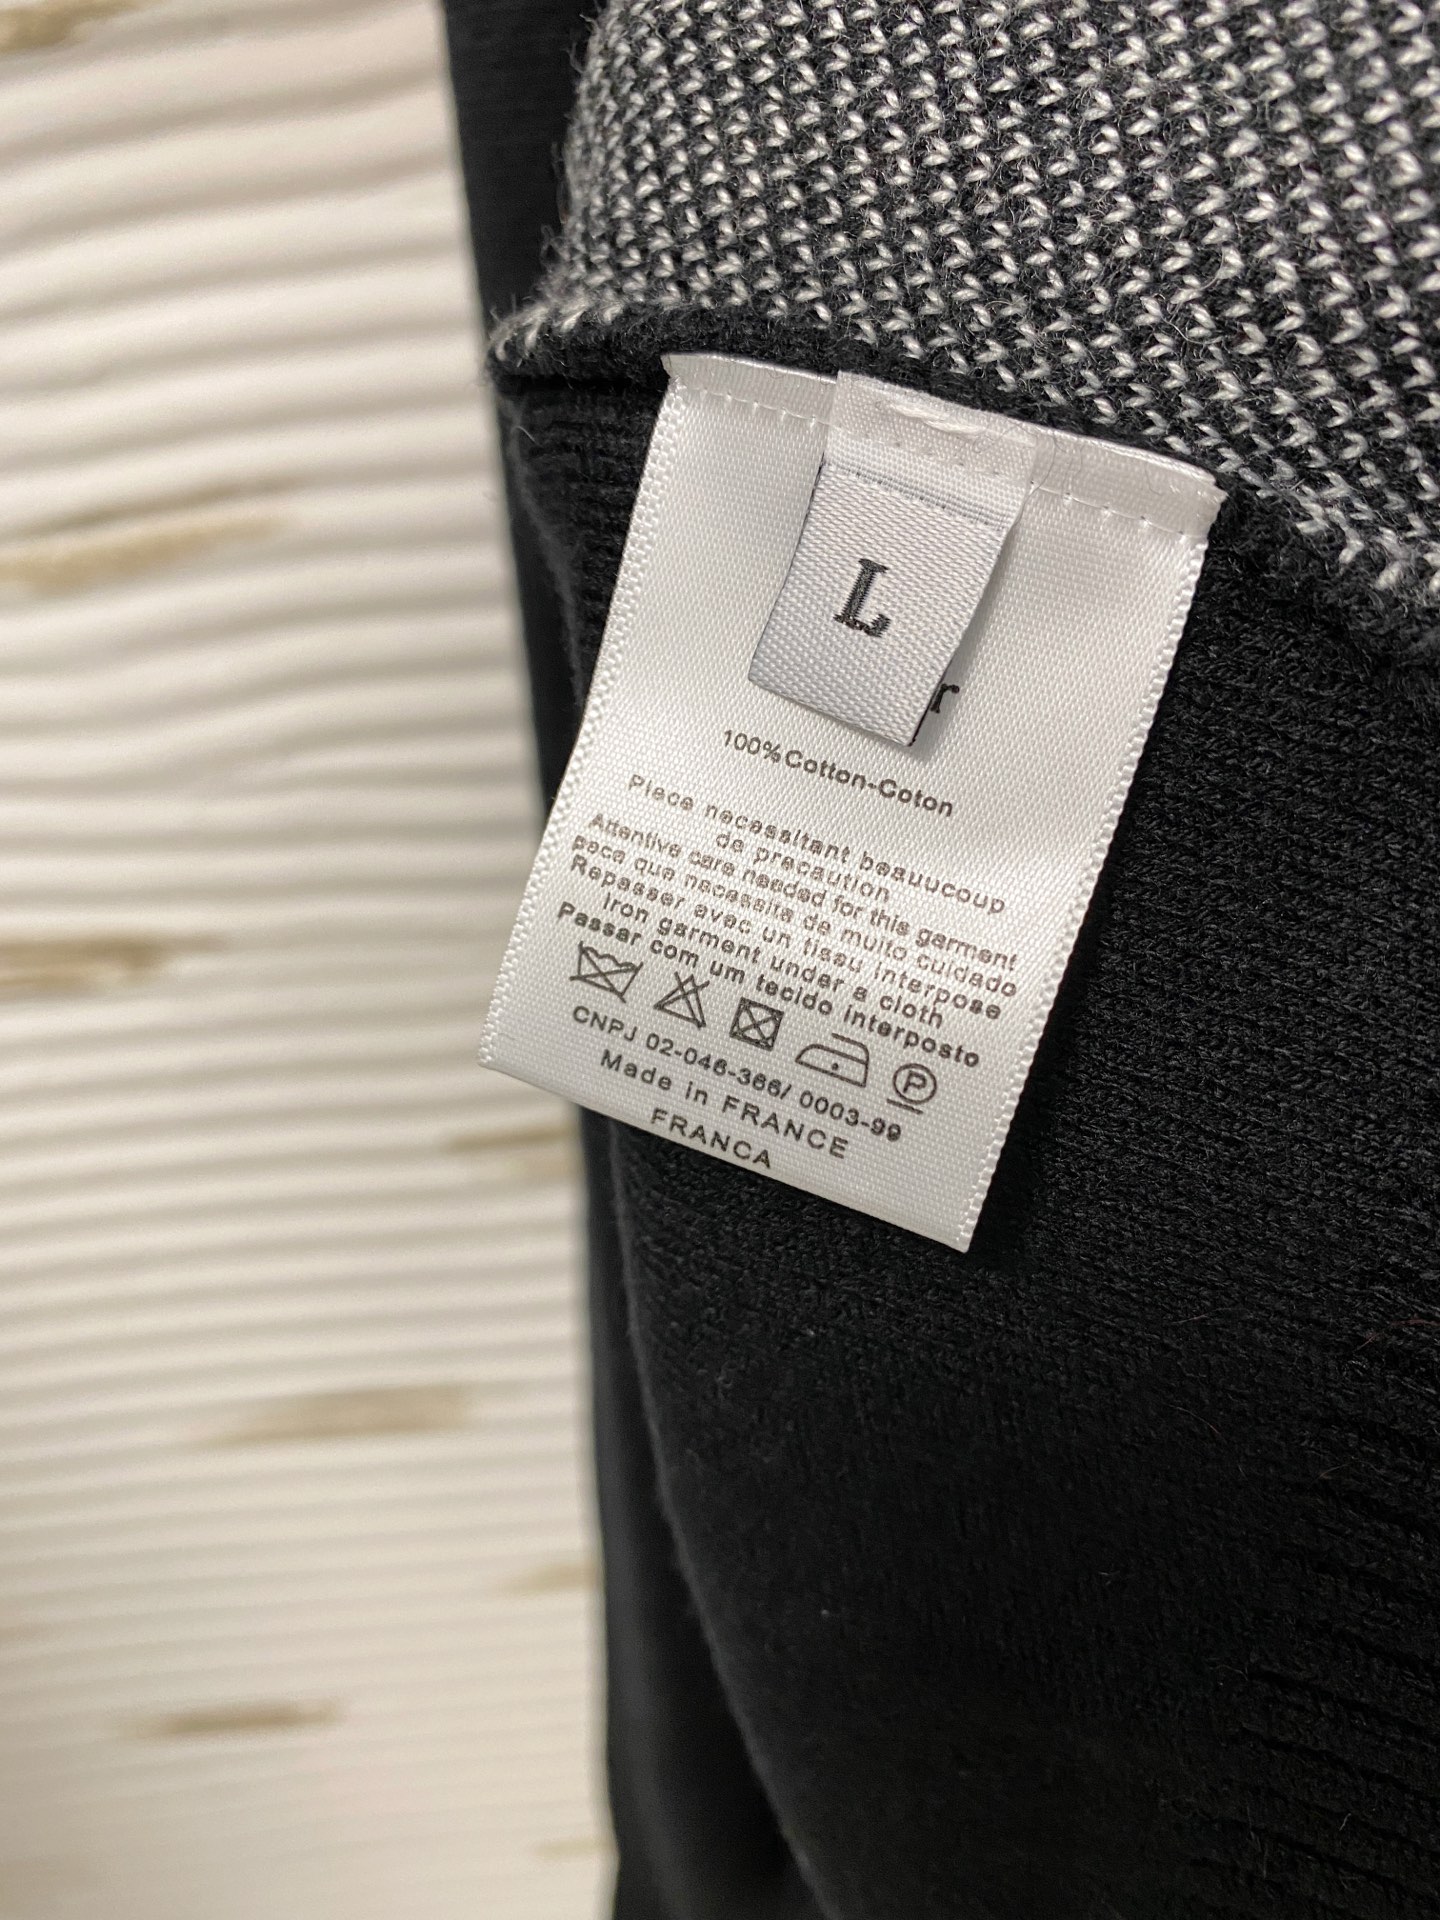 L
r
100%Cotton-Coton
Piece necessitant beauucoup
de precaution
Attentive care needed for this garment
peca que necessita de muito cuidado
Repasser avec un tissu interpose
Iron garment under a cloth
Passar com um tecido interposto
P
CNPJ 02-046-366/ 0003-99
Made in FRANCE
FRANCA